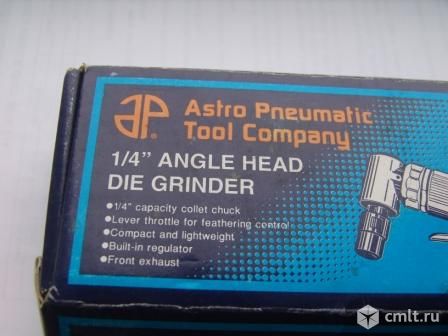 AP®
Astro Pneumatic
Tool Company
1/4" ANGLE HEAD
DIE GRINDER
●1/4" capacity collet chuck
●Lever throttle for feathering control
●Compact and lightweight
●Built-in regulator
●Front exhaust
cmlt.ru